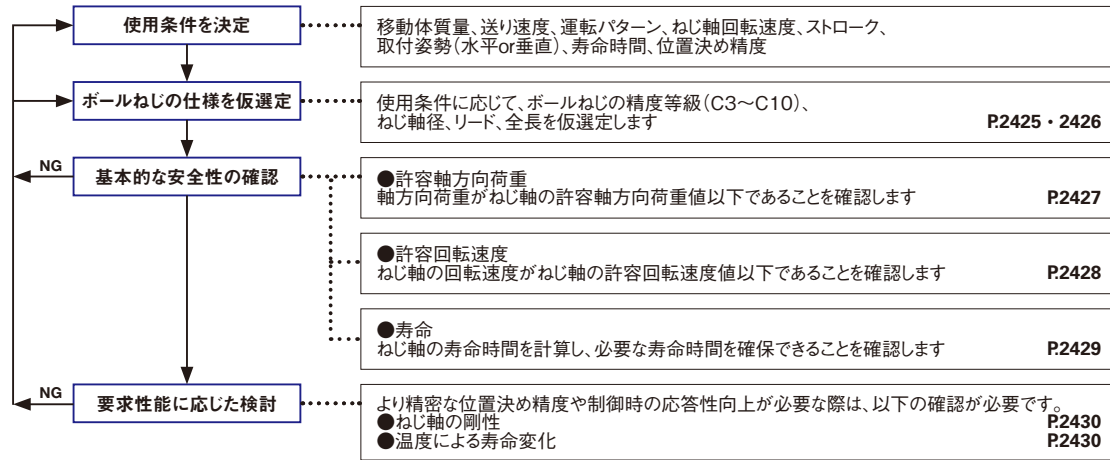 使用条件を決定
移動体質量、送り速度、運転パターン、ねじ軸回転速度、ストローク、
取付姿勢(水平or垂直)、寿命時間、位置決め精度
ボールねじの仕様を仮選定
使用条件に応じて、ボールねじの精度等級(C3〜C10)、
ねじ軸径、リード、全長を仮選定します P.2425・2426
NG
基本的な安全性の確認
●許容軸方向荷重
軸方向荷重がねじ軸の許容軸方向荷重値以下であることを確認します P.2427
●許容回転速度
ねじ軸の回転速度がねじ軸の許容回転速度値以下であることを確認します P.2428
●寿命
ねじ軸の寿命時間を計算し、必要な寿命時間を確保できることを確認します P.2429
NG
要求性能に応じた検討
より精密な位置決め精度や制御時の応答性向上が必要な際は、以下の確認が必要です。
●ねじ軸の剛性 P.2430
●温度による寿命変化 P.2430